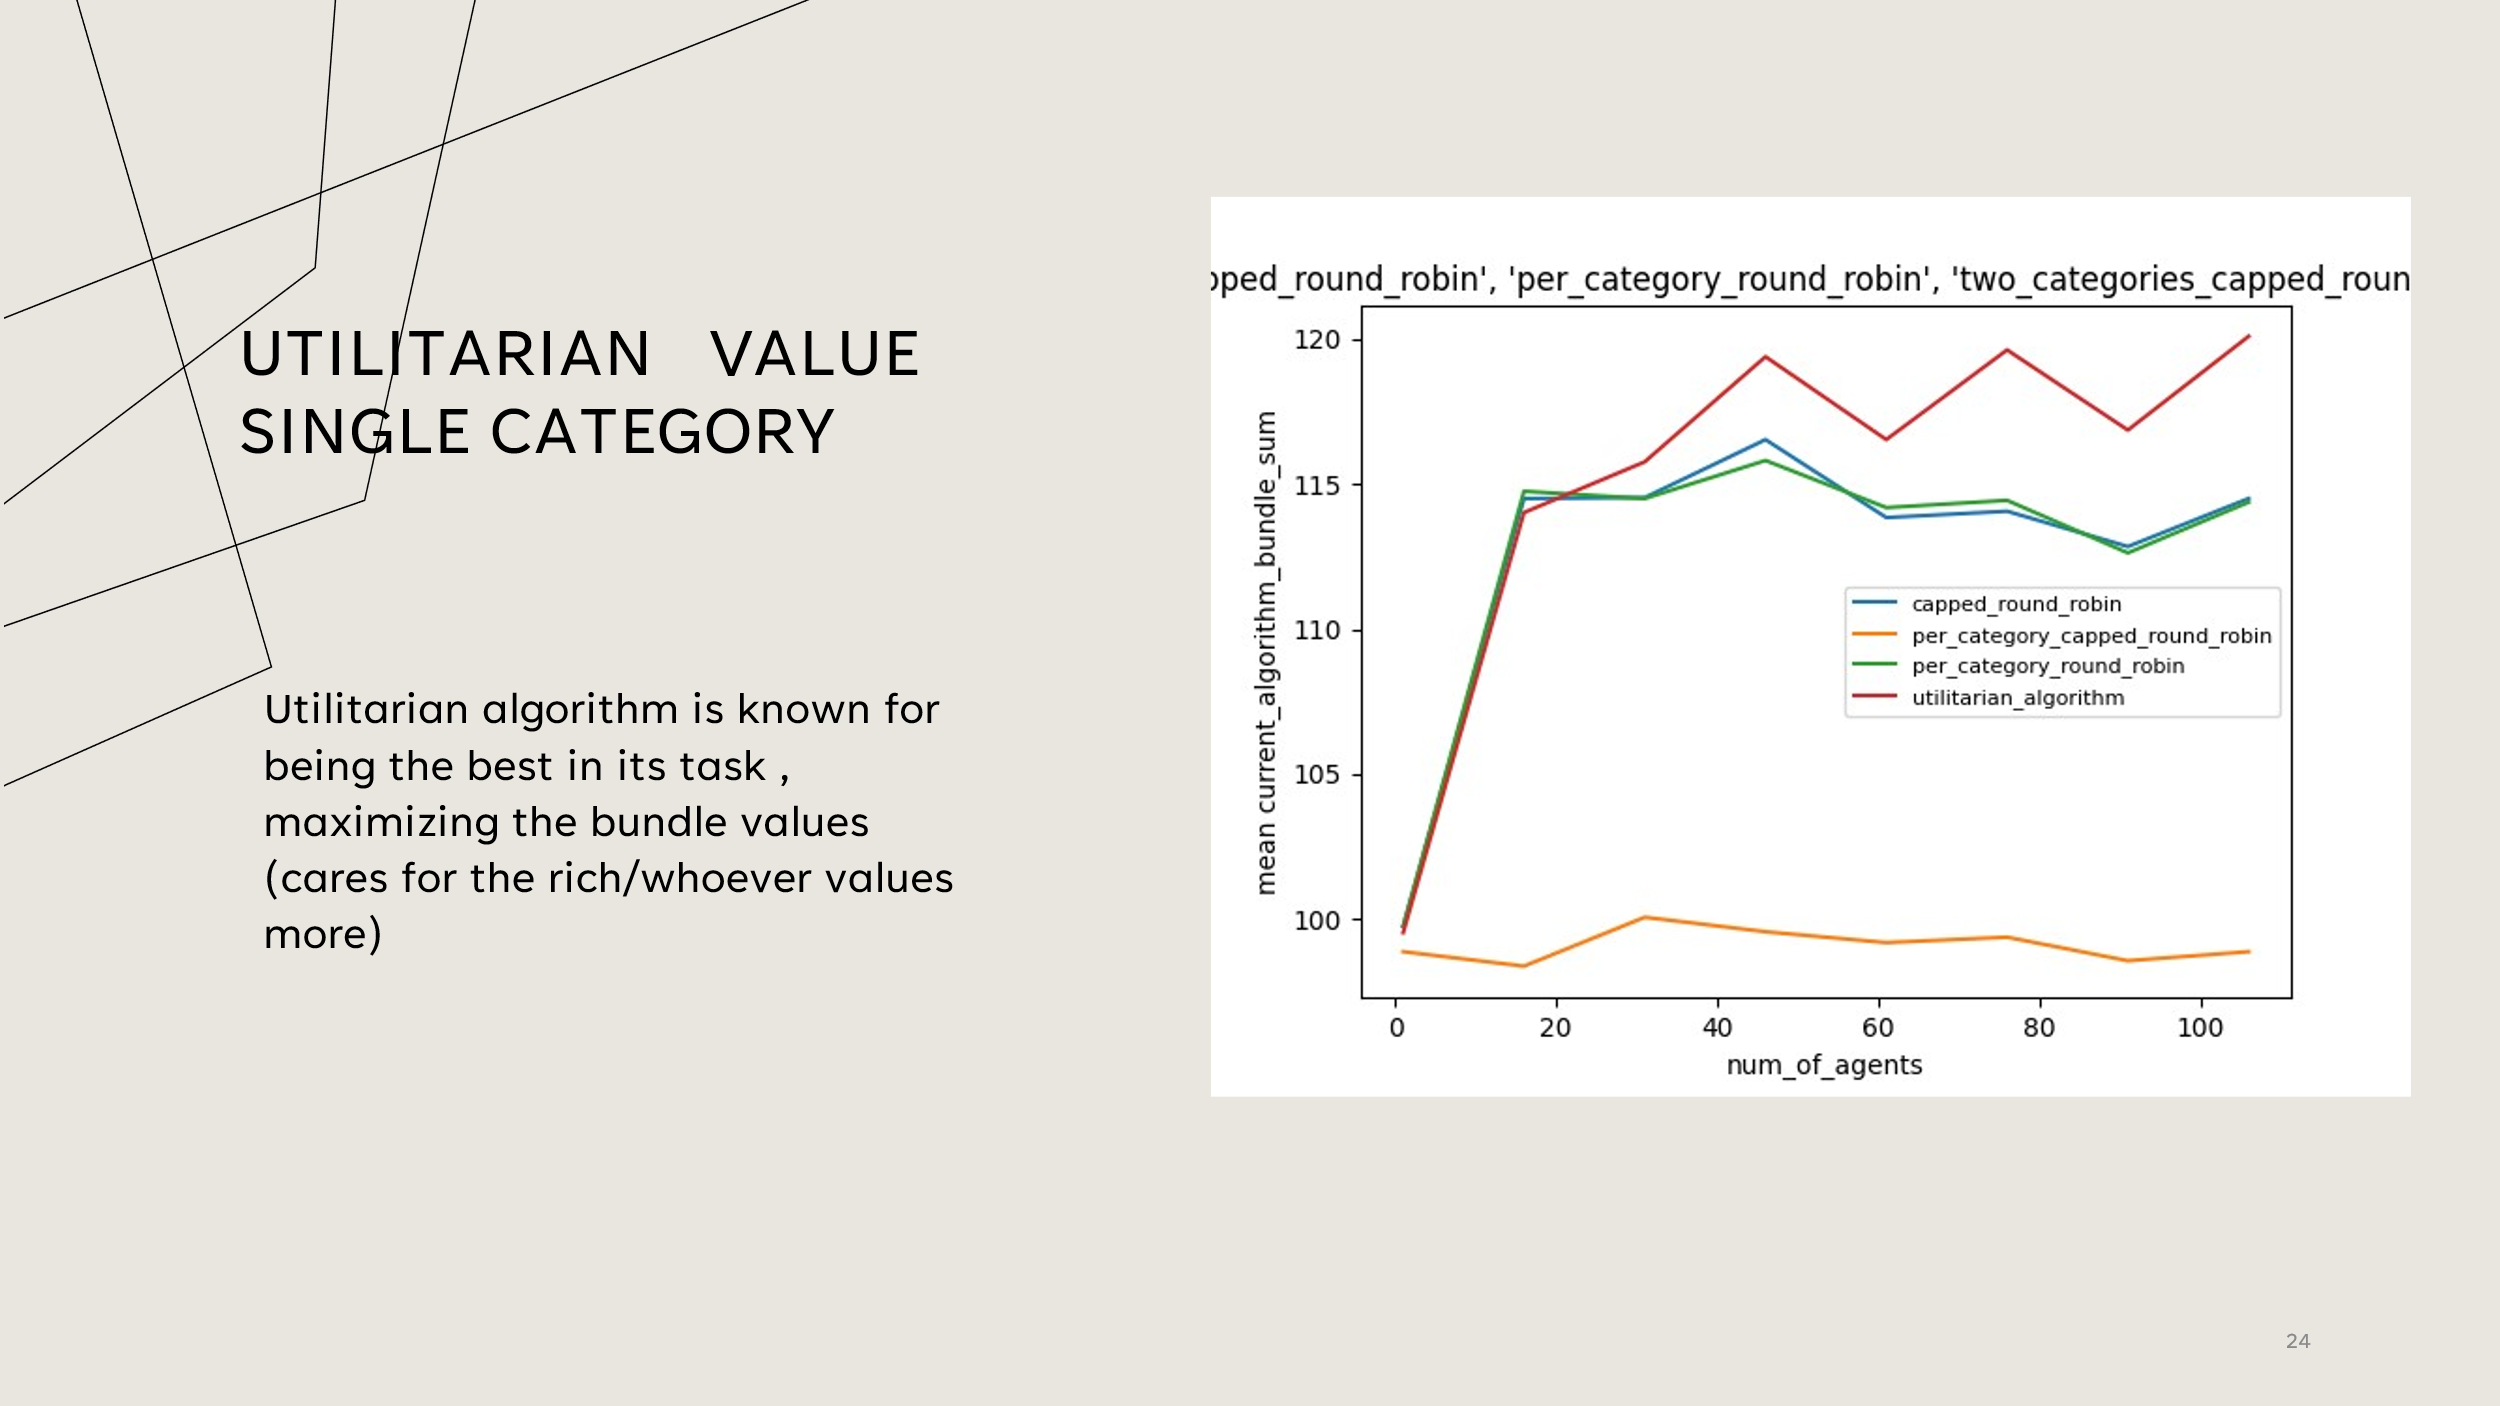 UTILITARIAN VALUE
SINGLE CATEGORY
Utilitarian algorithm is known for
being the best in its task ,
maximizing the bundle values
(cares for the rich/whoever values
more)
pped_round_robin', 'per_category_round_robin', 'two_categories_capped_roun
mean current_algorithm_bundle_sum
120
115
110
105
100
capped_round_robin
per_category_capped_round_robin
per_category_round_robin
utilitarian_algorithm
0 20 40 60 80 100
num_of_agents
24